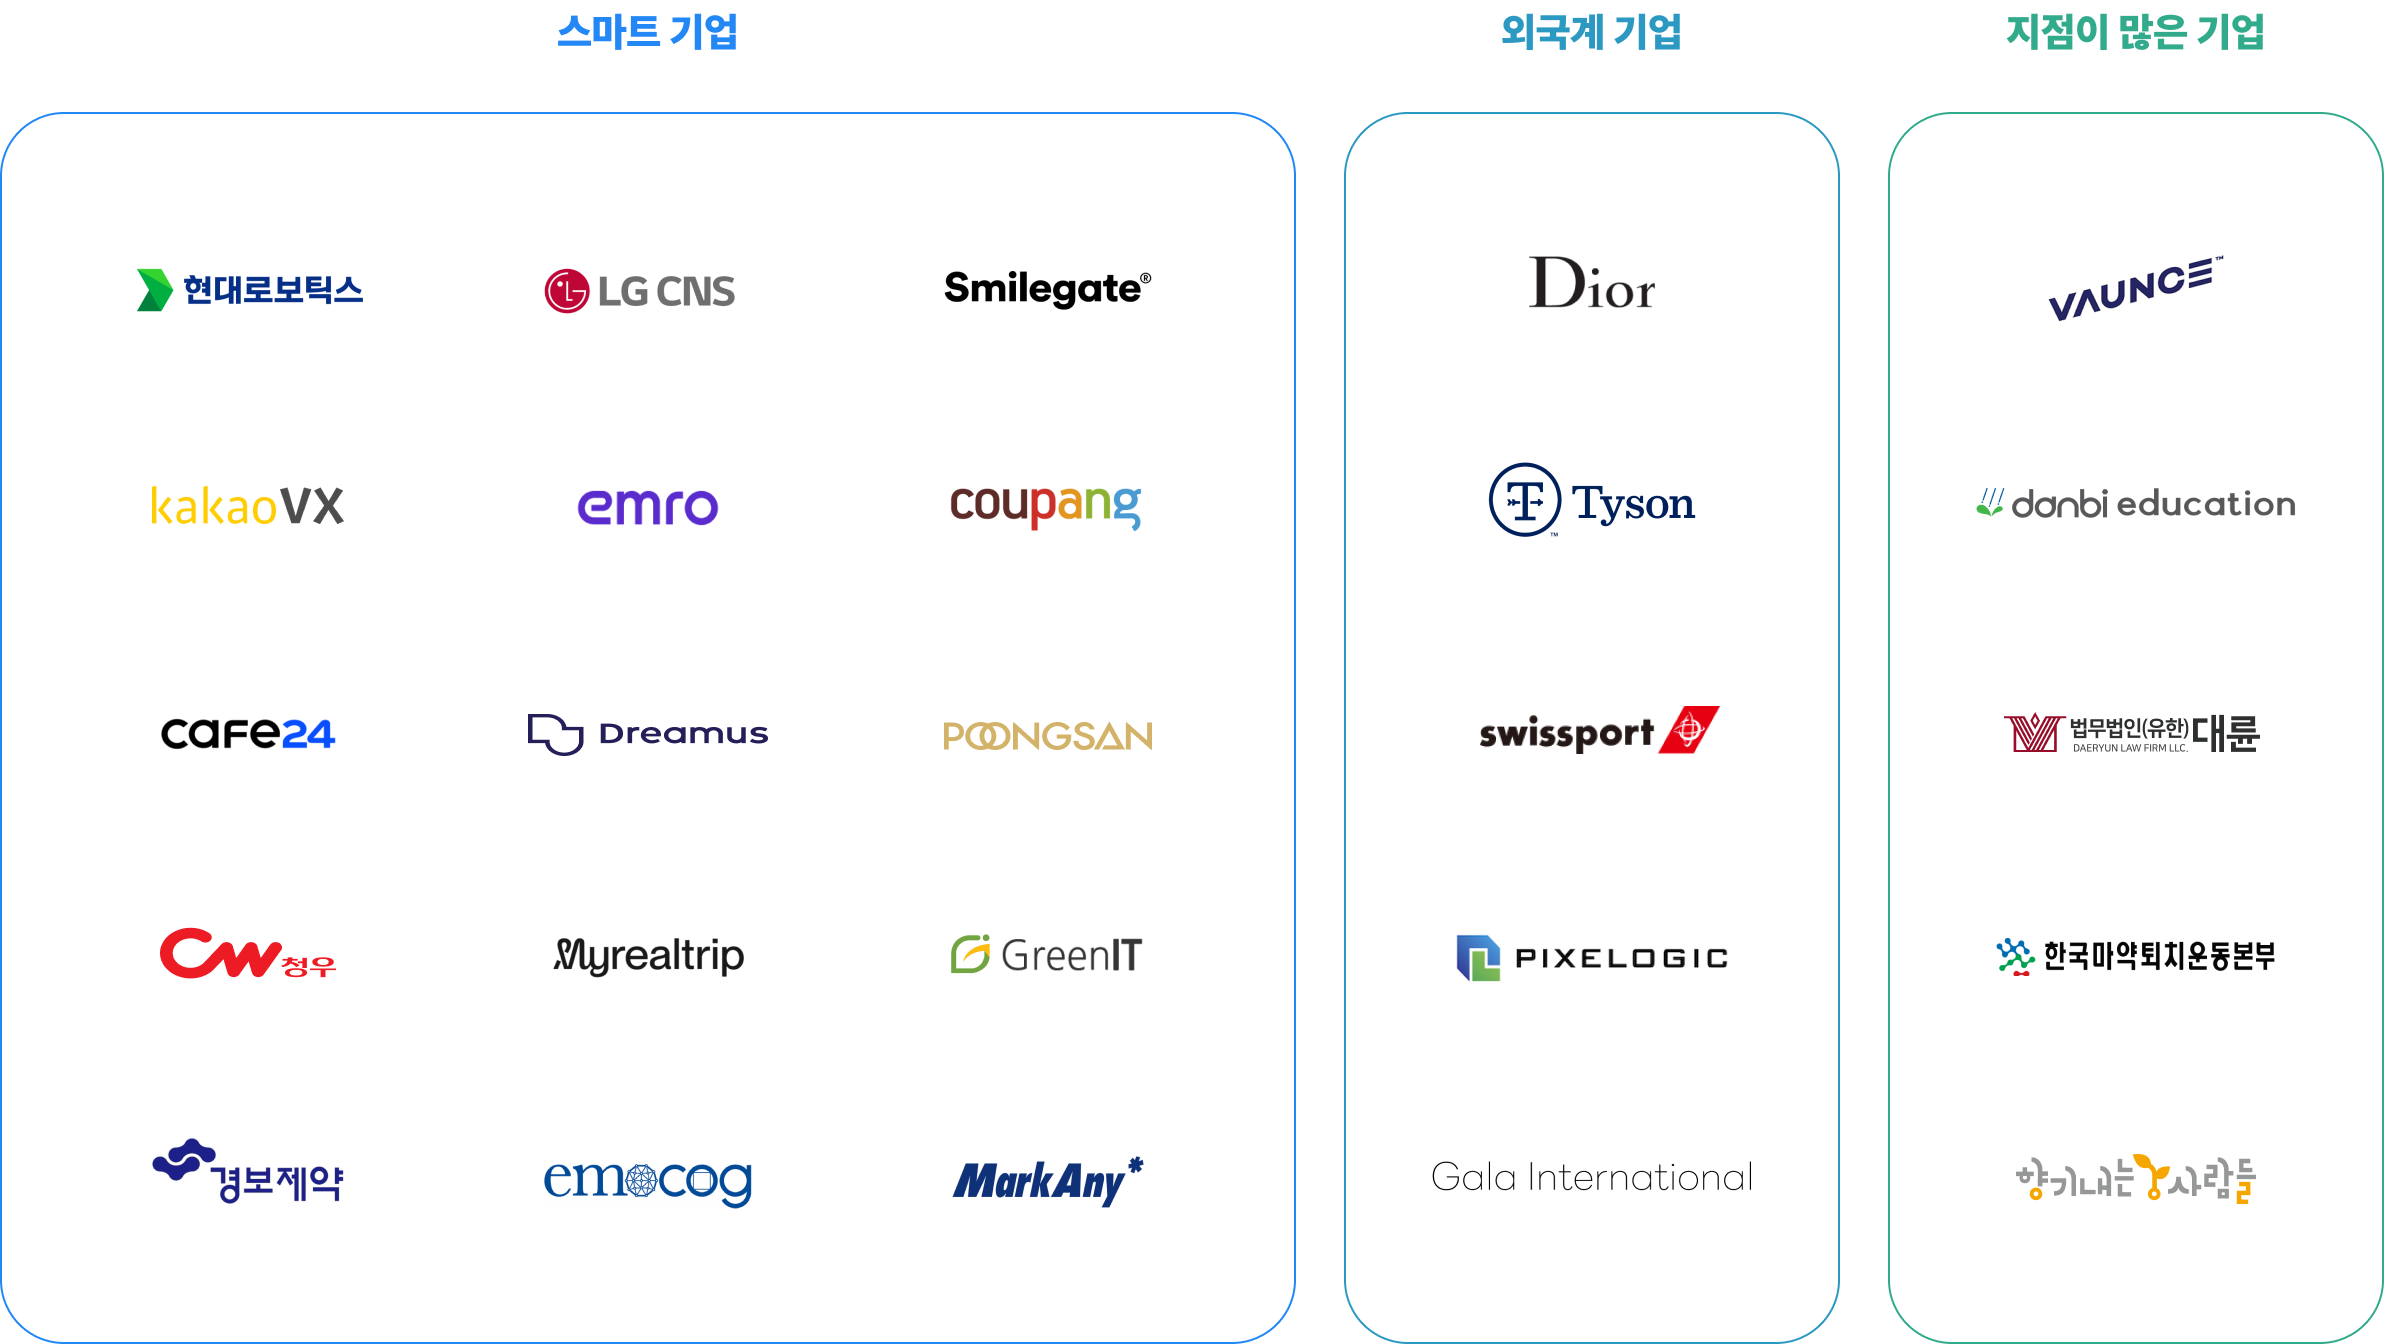 스마트 기업
현대로보틱스
LG CNS
Smilegate®
kakao VX
emro
coupang
cafe24
Dreamus
POONGSAN
CW 청우
Myrealtrip
GreenIT
경보제약
emocog
MarkAny*
외국계 기업
Dior
Tyson
™
swissport
PIXELOGIC
Gala International
지점이 많은 기업
VAUNCE™
danbi education
법무법인(유한) 대륜
DAERYUN LAW FIRM LLC.
한국마약퇴치운동본부
향기내는사람들